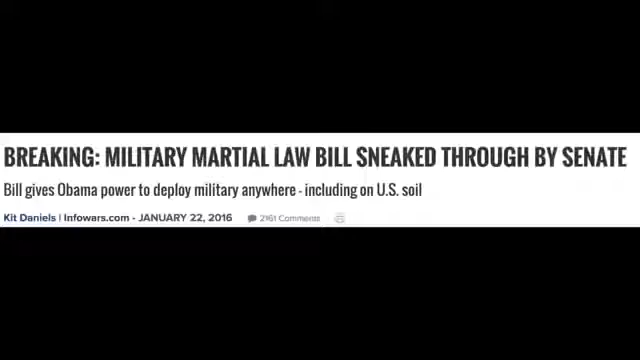 BREAKING: MILITARY MARTIAL LAW BILL SNEAKED THROUGH BY SENATE
Bill gives Obama power to deploy military anywhere - including on U.S. soil
Kit Daniels | Infowars.com - JANUARY 22, 2016 2161 Comments